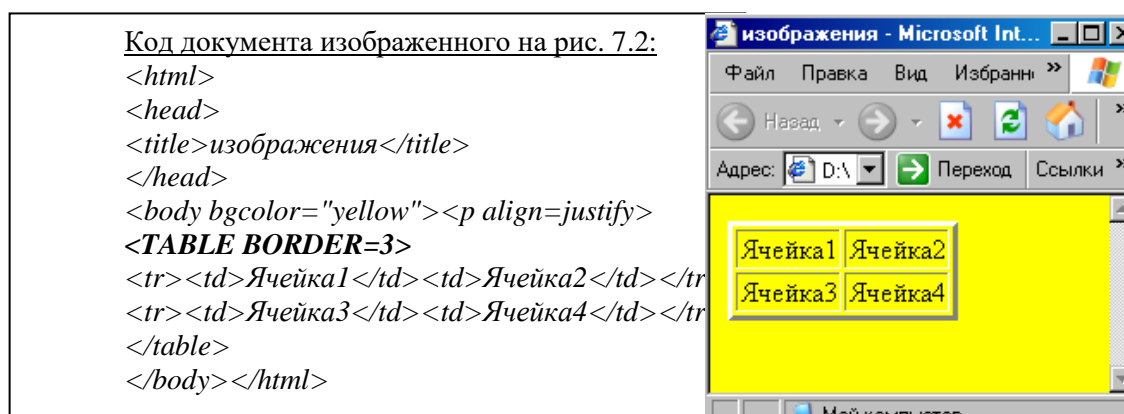 Код документа изображенного на рис. 7.2:
<html>
<head>
<title>изображения</title>
</head>
<body bgcolor="yellow"><p align=justify>
<TABLE BORDER=3>
<tr><td>Ячейка1</td><td>Ячейка2</td></tr
<tr><td>Ячейка3</td><td>Ячейка4</td></tr
</table>
</body></html>
изображения - Microsoft Int...
Файл Правка Вид Избранн »
Назад »
Адрес: D:\ Переход Ссылки »
Ячейка1 Ячейка2
Ячейка3 Ячейка4
Мой компьютер